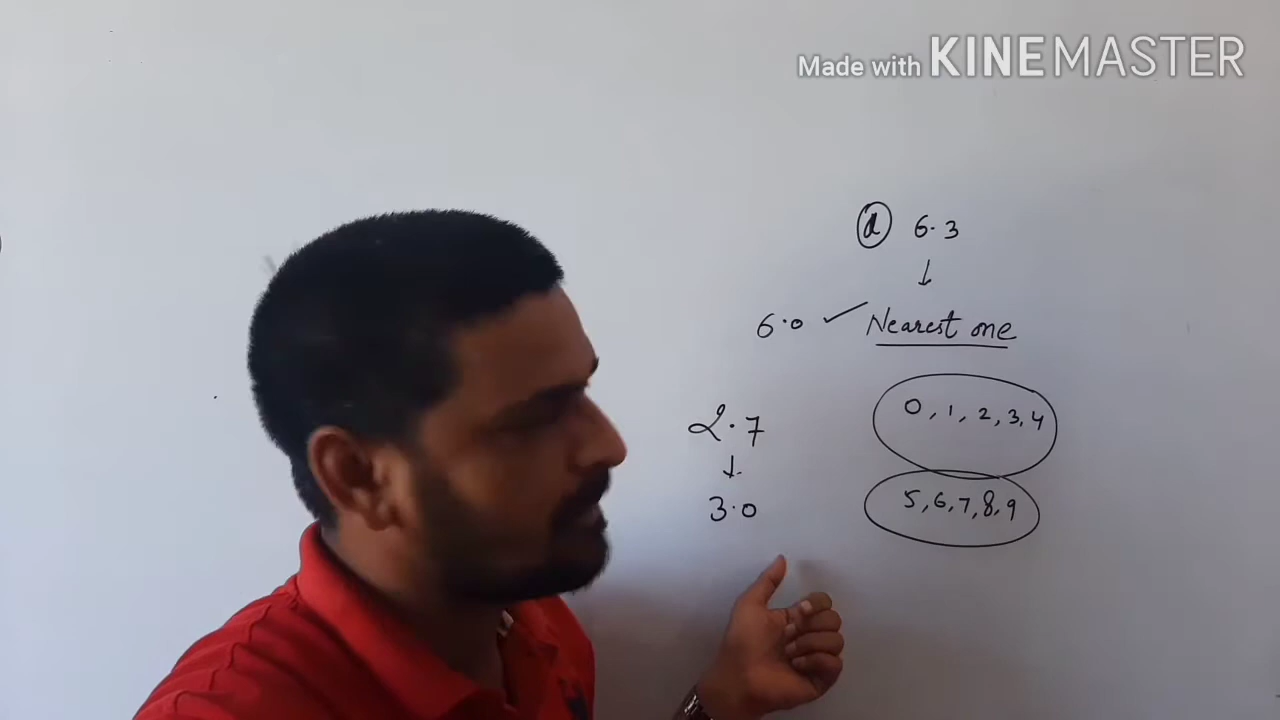 Made with KINEMASTER
6.3
↓
6.0 ✓ Nearest one
0, 1, 2, 3, 4
2.7
↓
5, 6, 7, 8, 9
3.0